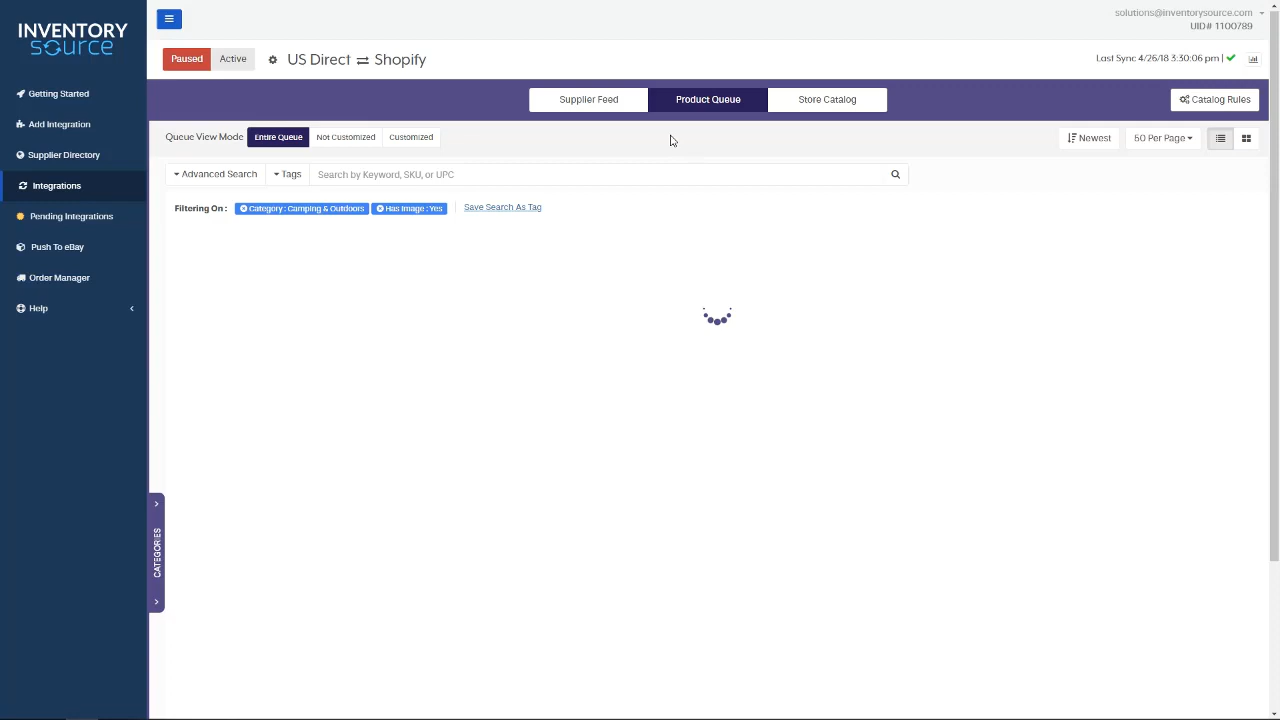 INVENTORY
source
solutions@inventorysource.com
UID# 1100789
Paused
Active
US Direct ⇄ Shopify
Last Sync 4/26/18 3:30:06 pm |
Getting Started
Add Integration
Supplier Directory
Integrations
Pending Integrations
Push To eBay
Order Manager
Help
Supplier Feed
Product Queue
Store Catalog
Catalog Rules
Queue View Mode
Entire Queue
Not Customized
Customized
Newest
50 Per Page
Advanced Search
Tags
Search by Keyword, SKU, or UPC
Filtering On :
Category : Camping & Outdoors
Has Image : Yes
Save Search As Tag
CATEGORIES